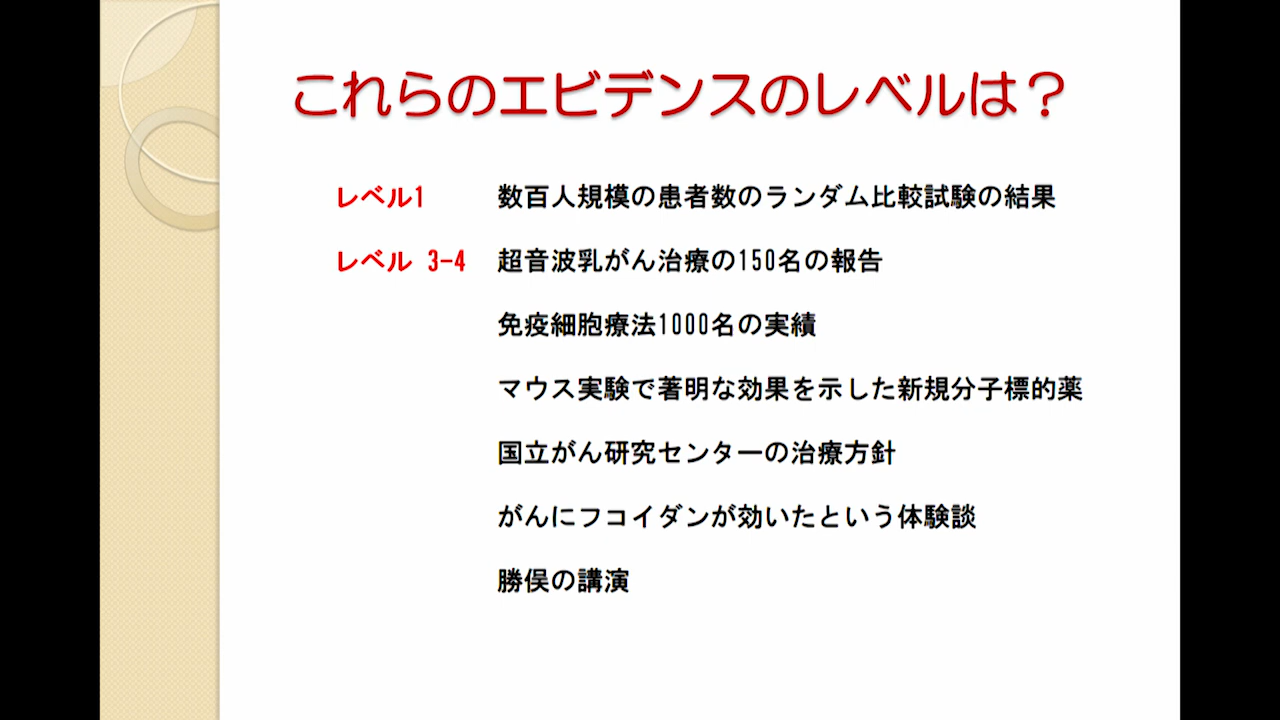 これらのエビデンスのレベルは？
レベル1 数百人規模の患者数のランダム比較試験の結果
レベル 3-4 超音波乳がん治療の150名の報告
免疫細胞療法1000名の実績
マウス実験で著明な効果を示した新規分子標的薬
国立がん研究センターの治療方針
がんにフコイダンが効いたという体験談
勝俣の講演